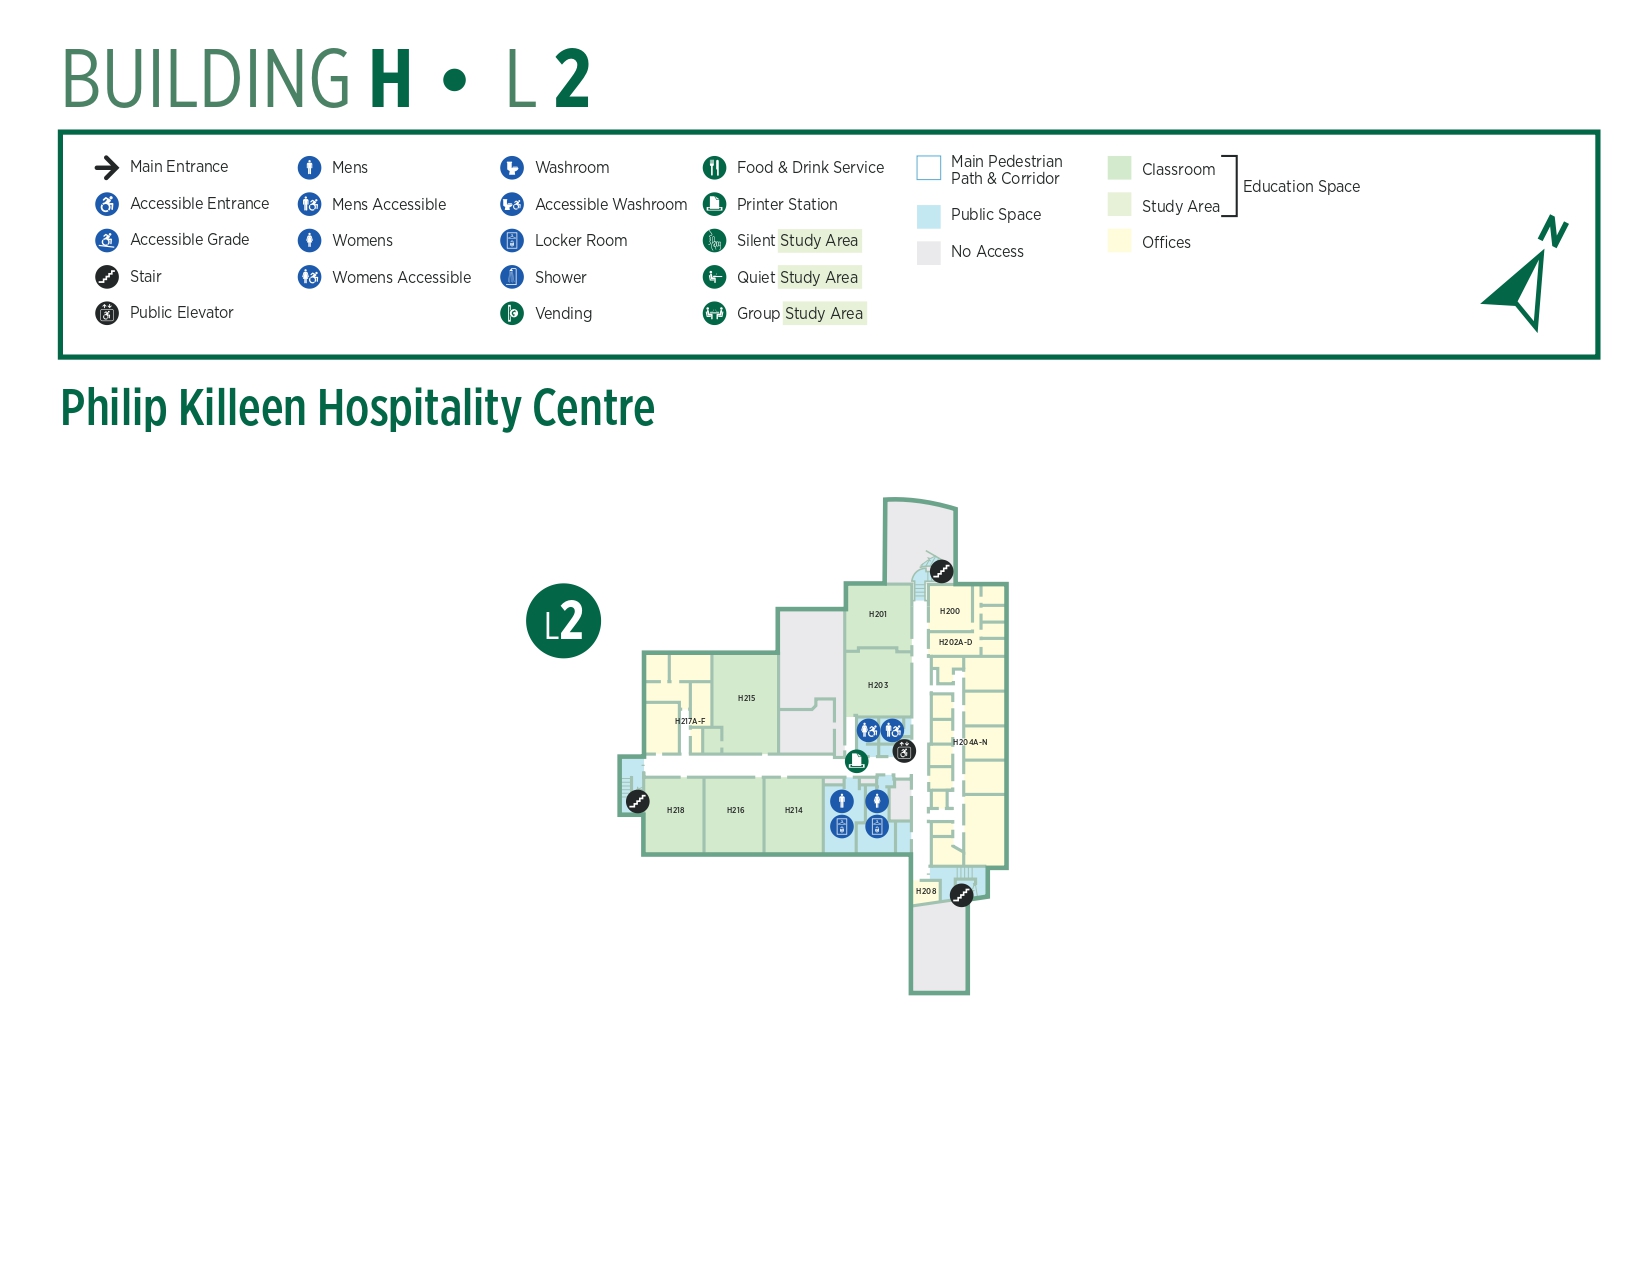 BUILDING H • L 2
Main Entrance
Accessible Entrance
Accessible Grade
Stair
Public Elevator
Mens
Mens Accessible
Womens
Womens Accessible
Washroom
Accessible Washroom
Locker Room
Shower
Vending
Food & Drink Service
Printer Station
Silent Study Area
Quiet Study Area
Group Study Area
Main Pedestrian
Path & Corridor
Public Space
No Access
Classroom
Study Area
Offices
Education Space
N
Philip Killeen Hospitality Centre
L2
H201
H200
H202A-D
H203
H215
H217A-F
H204A-N
H218
H216
H214
H208